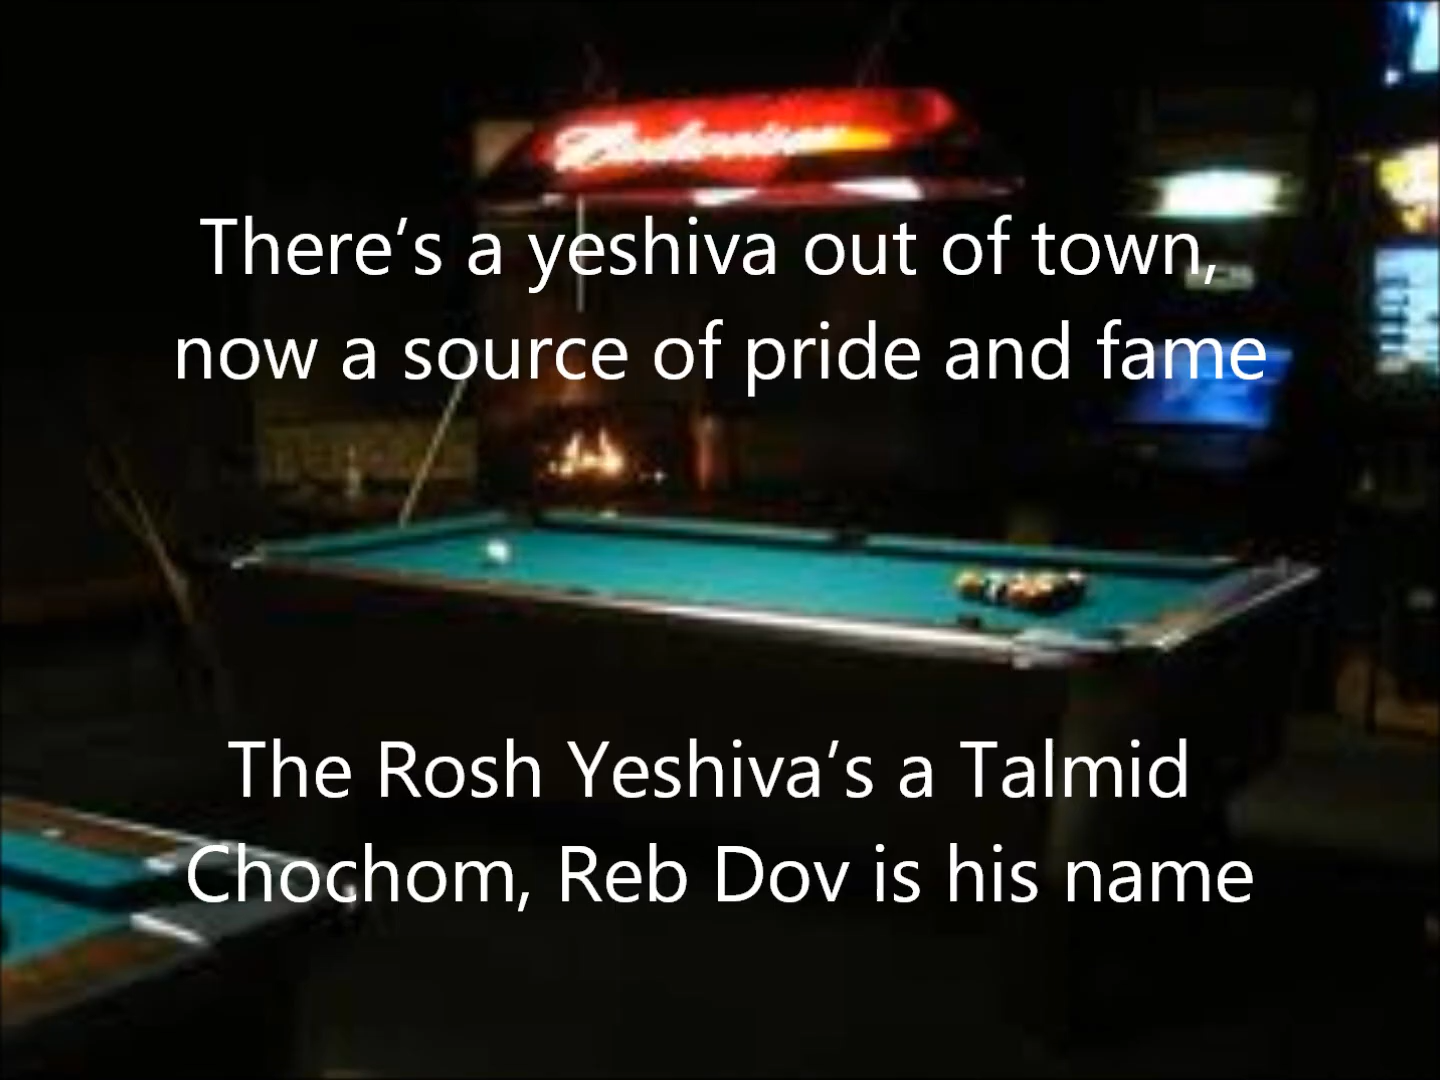 Budweiser
There’s a yeshiva out of town,
now a source of pride and fame
The Rosh Yeshiva’s a Talmid
Chochom, Reb Dov is his name